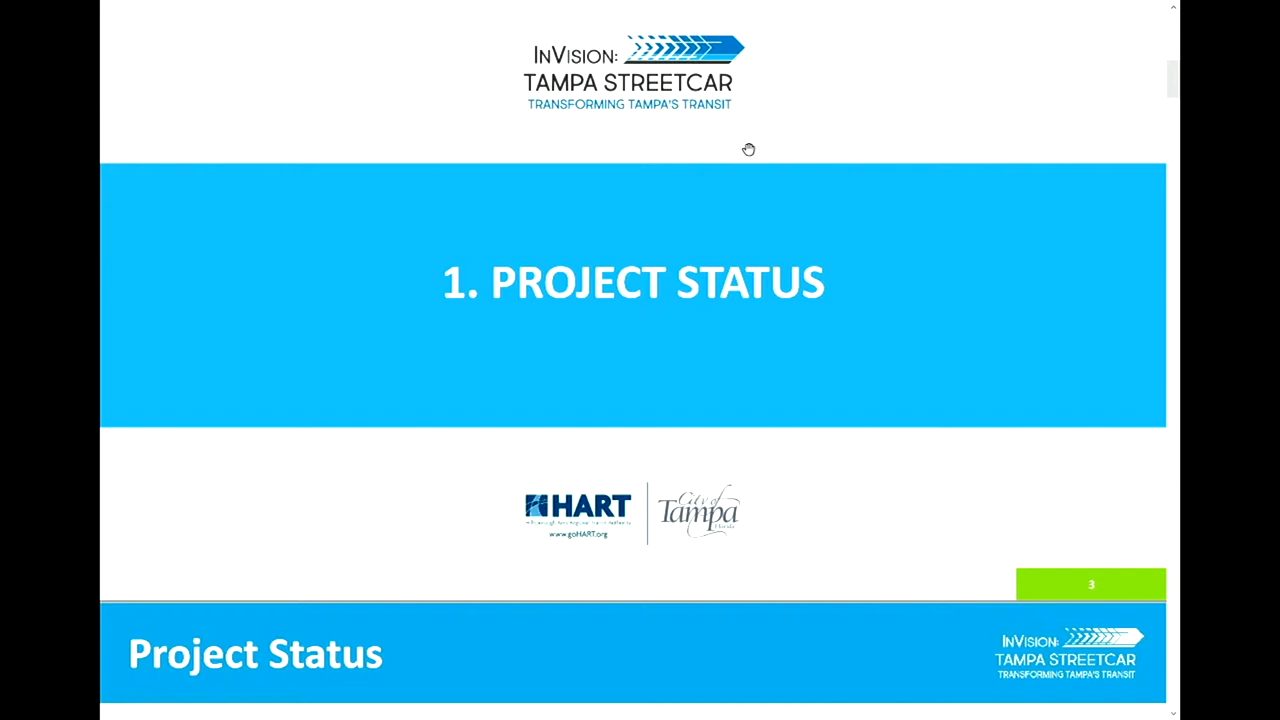 INVISION:
TAMPA STREETCAR
TRANSFORMING TAMPA'S TRANSIT
1. PROJECT STATUS
HART
www.goHART.org
City of
Tampa
Florida
3
Project Status
INVISION:
TAMPA STREETCAR
TRANSFORMING TAMPA'S TRANSIT